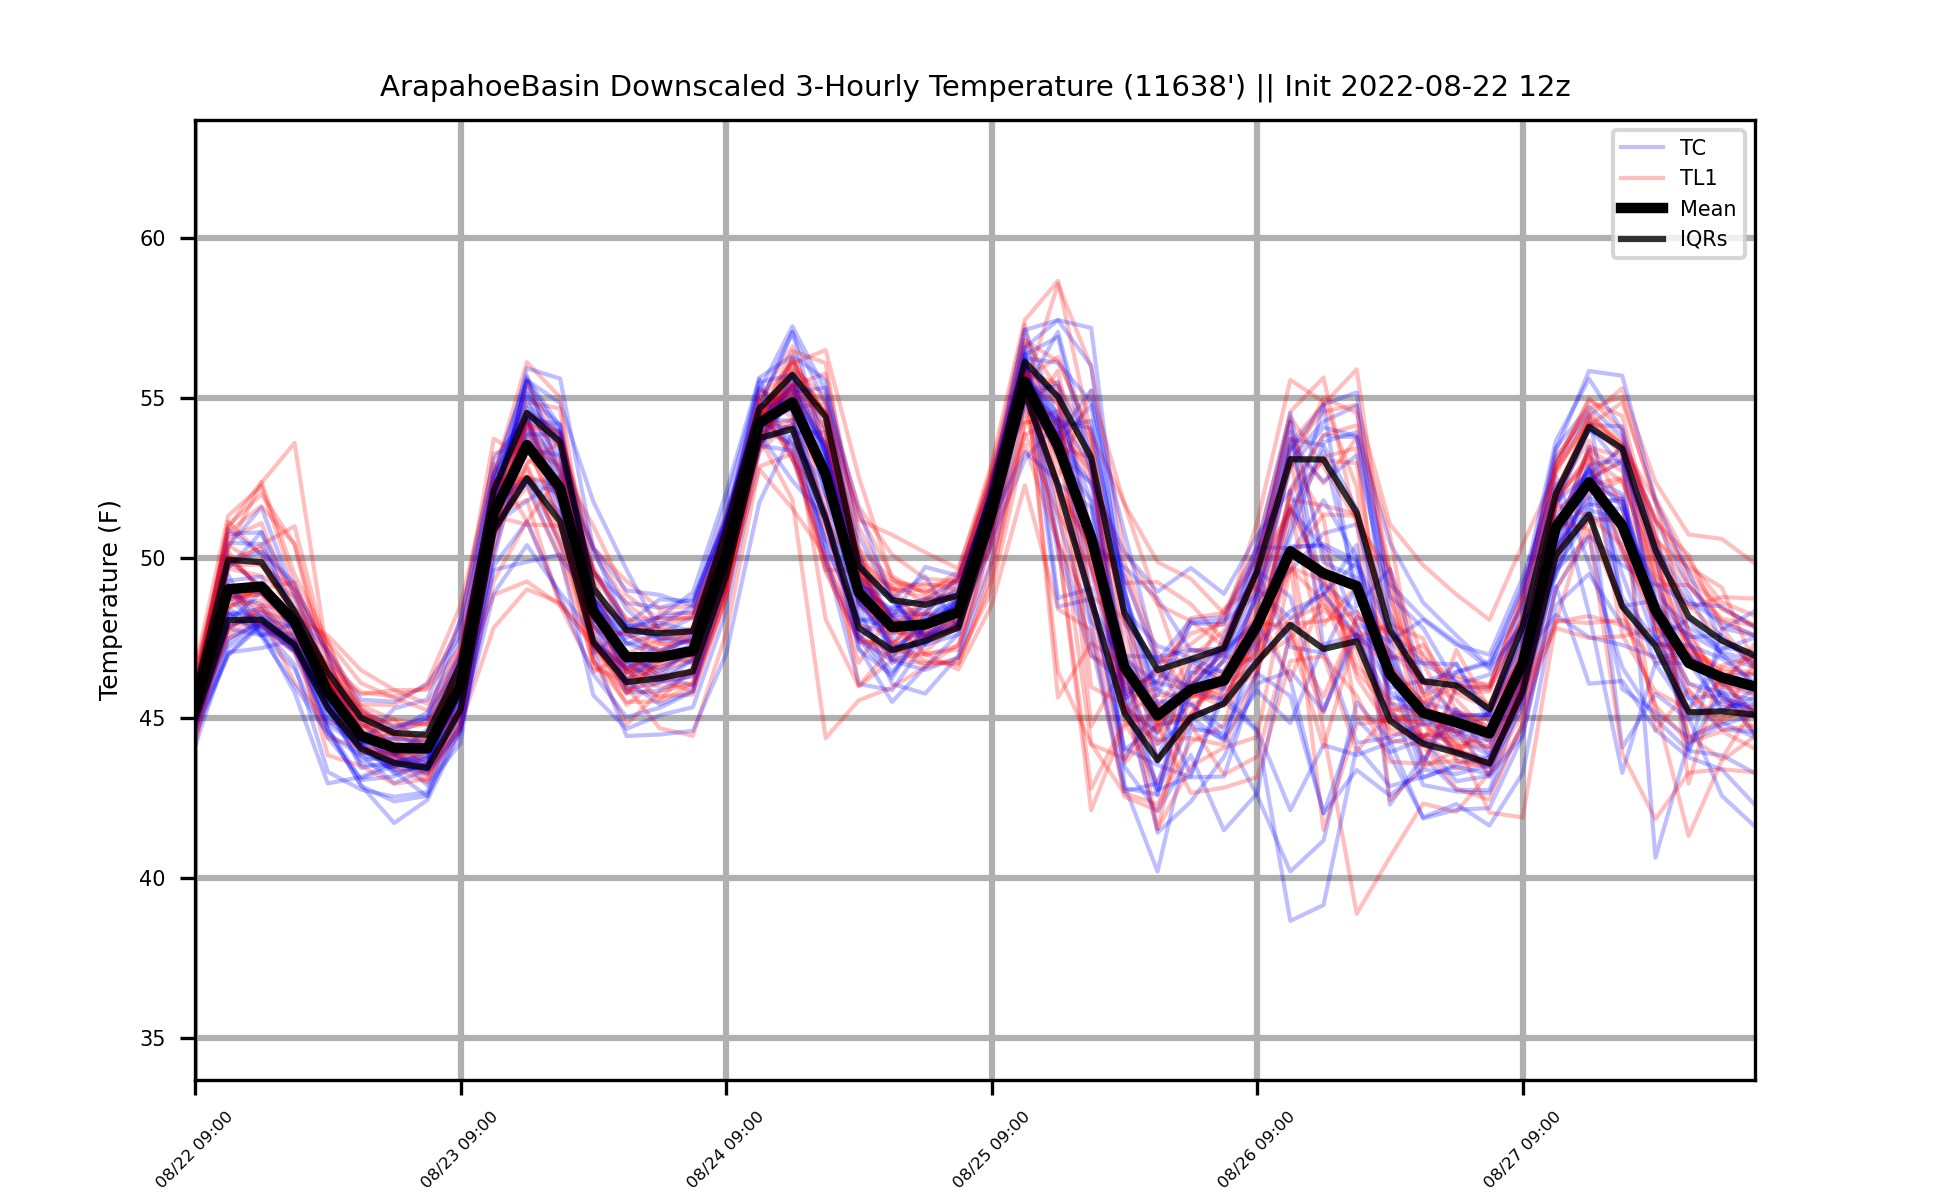 ArapahoeBasin Downscaled 3-Hourly Temperature (11638') || Init 2022-08-22 12z
TC
TL1
Mean
IQRs
Temperature (F)
60
55
50
45
40
35
08/22 09:00
08/23 09:00
08/24 09:00
08/25 09:00
08/26 09:00
08/27 09:00